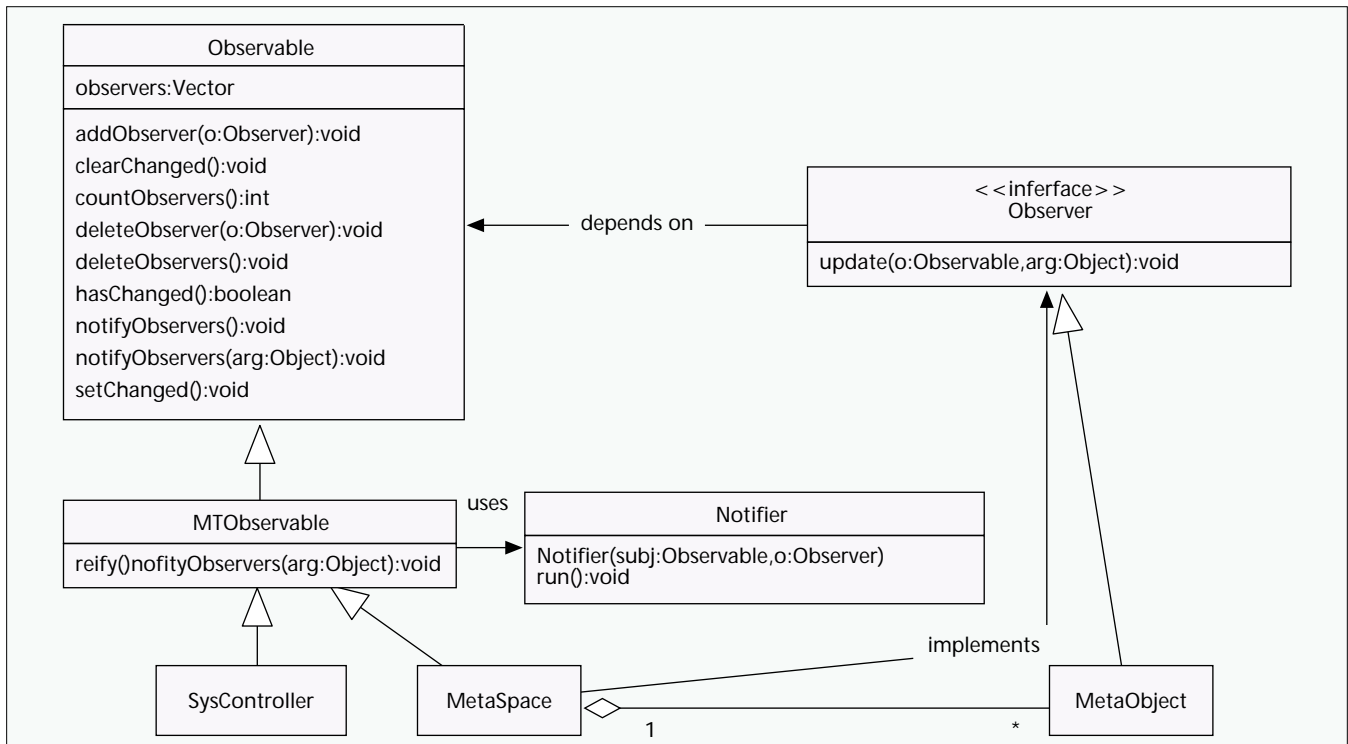 Observable
observers:Vector
addObserver(o:Observer):void
clearChanged():void
countObservers():int
deleteObserver(o:Observer):void
deleteObservers():void
hasChanged():boolean
notifyObservers():void
notifyObservers(arg:Object):void
setChanged():void
depends on
<<inferface>>
Observer
update(o:Observable,arg:Object):void
MTObservable
reify()nofityObservers(arg:Object):void
uses
Notifier
Notifier(subj:Observable,o:Observer)
run():void
implements
SysController
MetaSpace
MetaObject
1
*